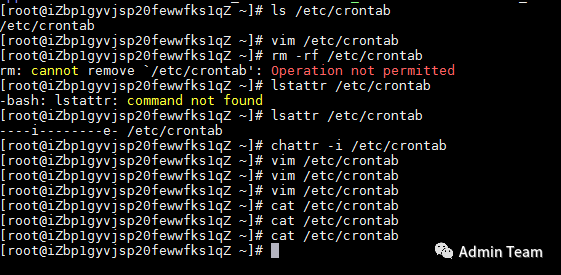 [root@iZbp1gyvjsp20fewwfks1qZ ~]# ls /etc/crontab
/etc/crontab
[root@iZbp1gyvjsp20fewwfks1qZ ~]# vim /etc/crontab
[root@iZbp1gyvjsp20fewwfks1qZ ~]# rm -rf /etc/crontab
rm: cannot remove `/etc/crontab': Operation not permitted
[root@iZbp1gyvjsp20fewwfks1qZ ~]# lstattr /etc/crontab
-bash: lstattr: command not found
[root@iZbp1gyvjsp20fewwfks1qZ ~]# lsattr /etc/crontab
----i--------e- /etc/crontab
[root@iZbp1gyvjsp20fewwfks1qZ ~]# chattr -i /etc/crontab
[root@iZbp1gyvjsp20fewwfks1qZ ~]# vim /etc/crontab
[root@iZbp1gyvjsp20fewwfks1qZ ~]# vim /etc/crontab
[root@iZbp1gyvjsp20fewwfks1qZ ~]# vim /etc/crontab
[root@iZbp1gyvjsp20fewwfks1qZ ~]# cat /etc/crontab
[root@iZbp1gyvjsp20fewwfks1qZ ~]# cat /etc/crontab
[root@iZbp1gyvjsp20fewwfks1qZ ~]# cat /etc/crontab
[root@iZbp1gyvjsp20fewwfks1qZ ~]#
Admin Team